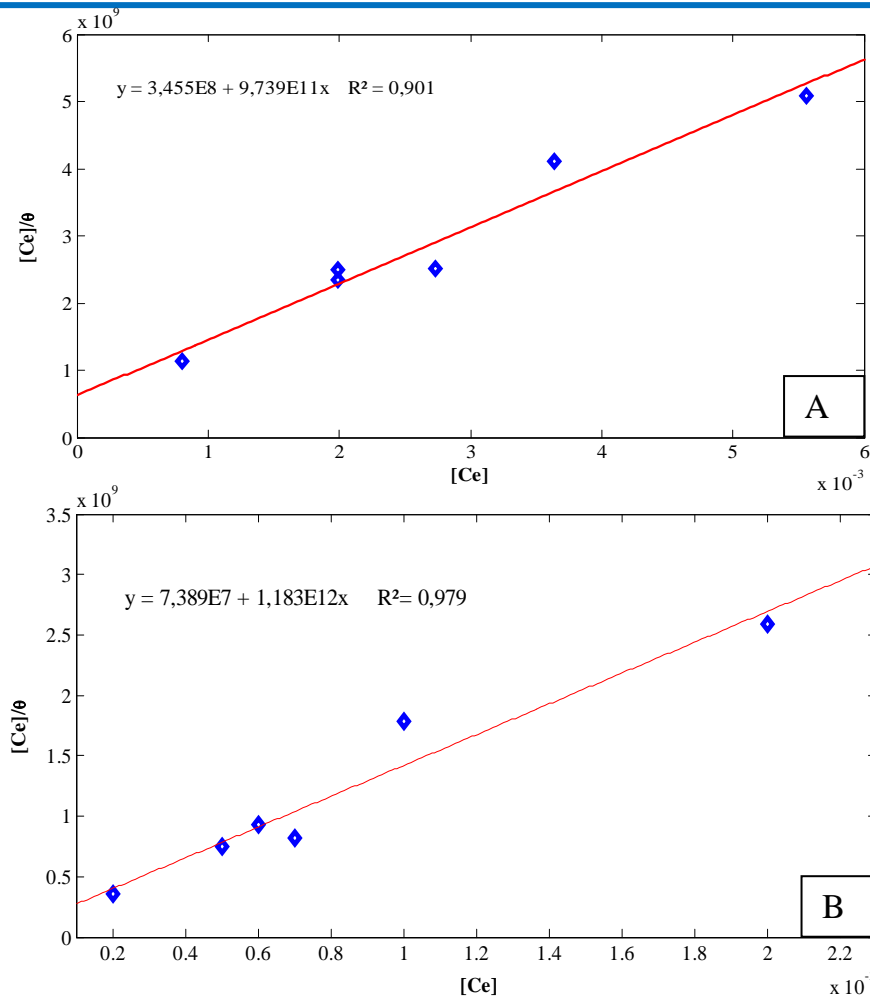 x 10^9
6
5
4
3
2
1
0
y = 3,455E8 + 9,739E11x R² = 0,901
[Ce]/θ
A
0 1 2 3 4 5 6
[Ce]
x 10^-3
x 10^9
3.5
3
2.5
2
1.5
1
0.5
0
y = 7,389E7 + 1,183E12x R²= 0,979
[Ce]/θ
B
0.2 0.4 0.6 0.8 1 1.2 1.4 1.6 1.8 2 2.2
[Ce]
x 10^-